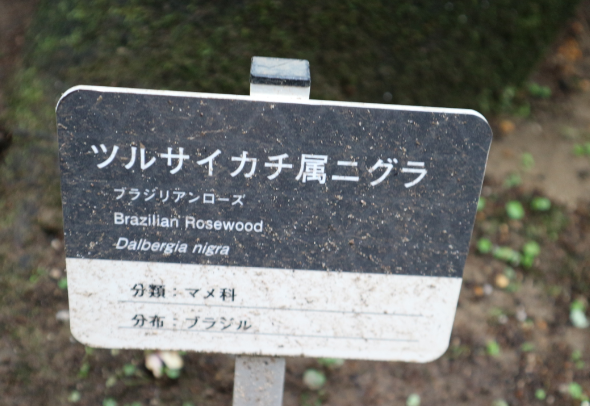 ツルサイカチ属ニグラ
ブラジリアンローズ
Brazilian Rosewood
Dalbergia nigra
分類：マメ科
分布：ブラジル